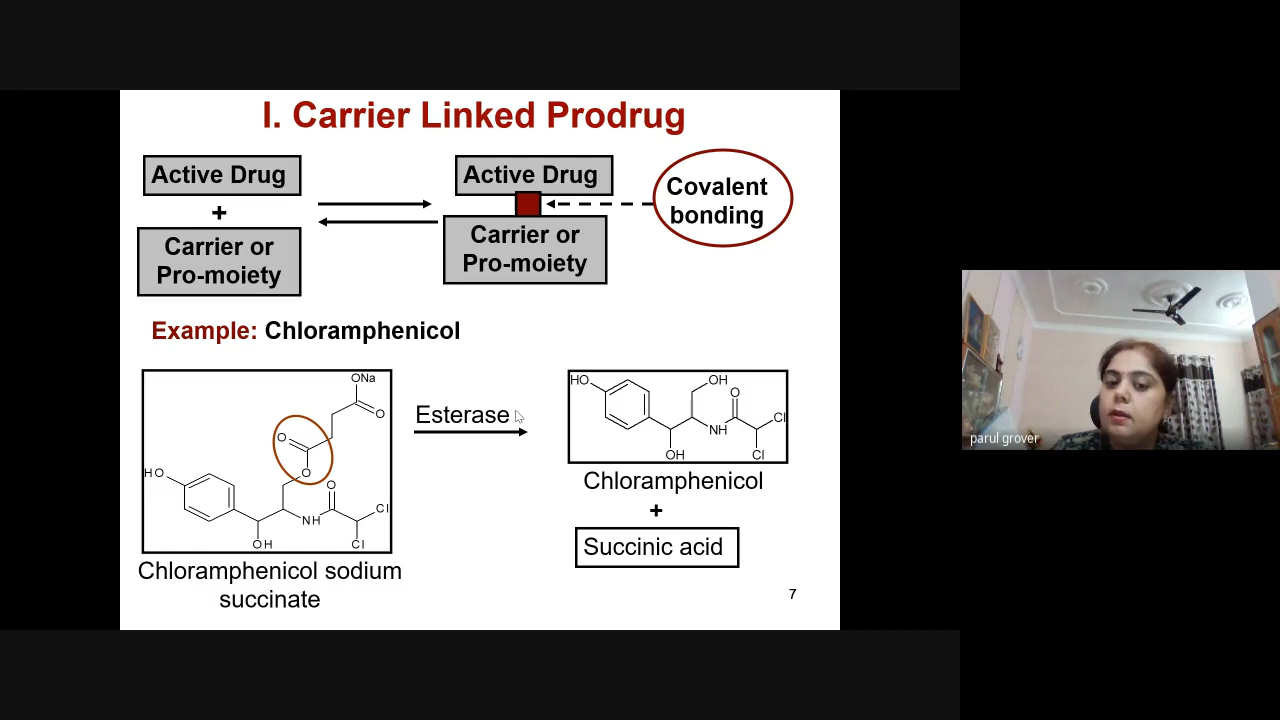 I. Carrier Linked Prodrug
Active Drug
+
Carrier or
Pro-moiety
Active Drug
Carrier or
Pro-moiety
Covalent
bonding
Example: Chloramphenicol
ONa
O
O
O
HO
O
NH
Cl
Cl
OH
Chloramphenicol sodium
succinate
Esterase
HO
OH
O
Cl
NH
OH
Cl
Chloramphenicol
+
Succinic acid
7
parul grover